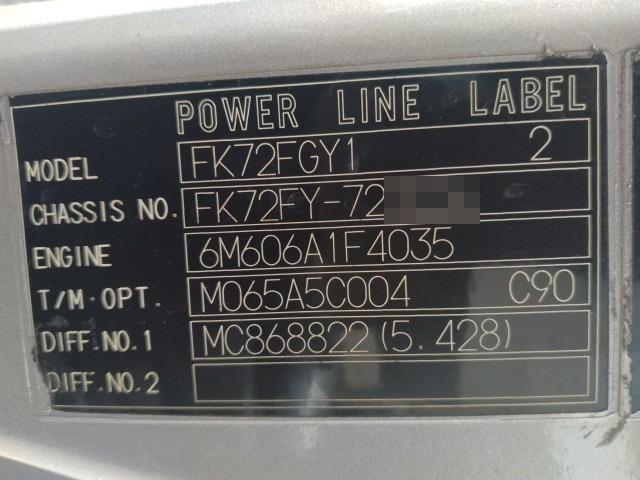 POWER LINE LABEL
MODEL FK72FGY1 2
CHASSIS NO. FK72FY-72
ENGINE 6M606A1F4035
T/M·OPT. M065A5C004 C90
DIFF.NO.1 MC868822(5.428)
DIFF.NO.2